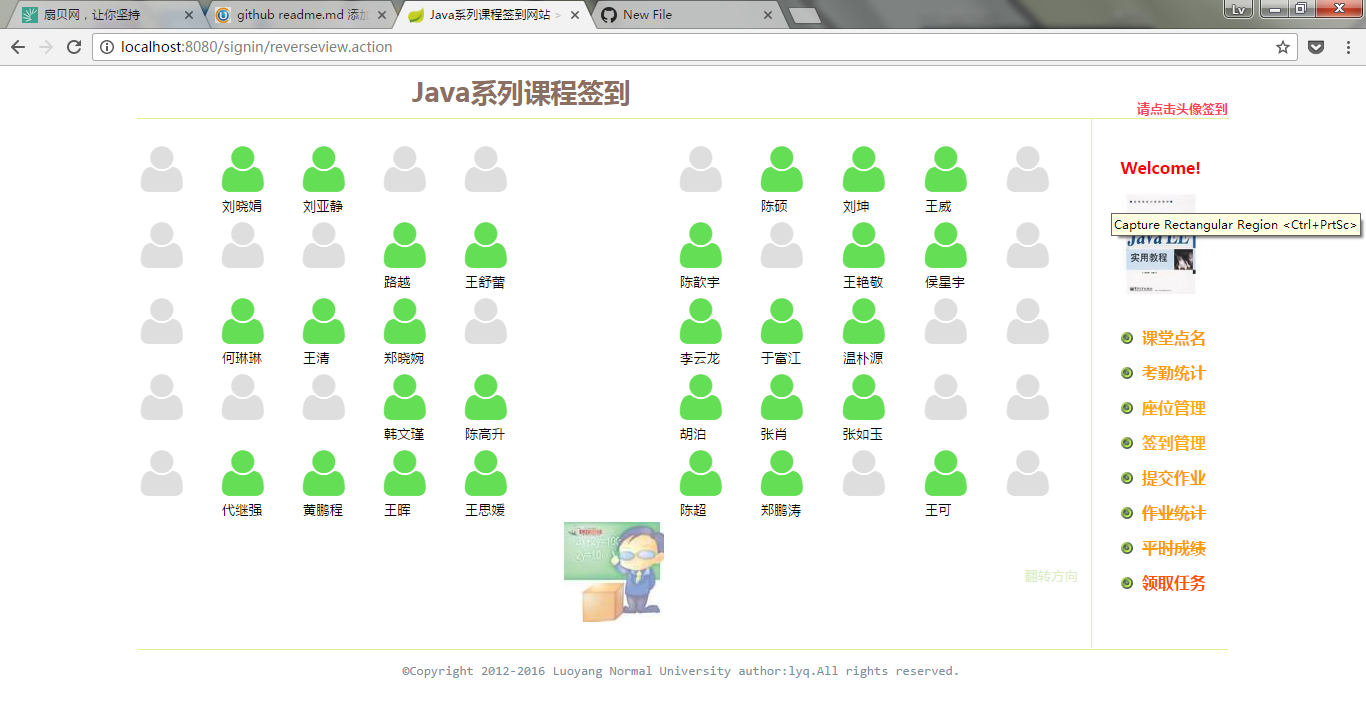 扇贝网，让你坚持
github readme.md 添加
Java系列课程签到网站 >
New File
Lv
localhost:8080/signin/reverseview.action
Java系列课程签到
请点击头像签到
刘晓娟 刘亚静 陈硕 刘坤 王威
路越 王舒蕾 陈歆宇 王艳敬 侯星宇
何琳琳 王清 郑晓婉 李云龙 于富江 温朴源
韩文瑾 陈高升 胡泊 张肖 张如玉
代继强 黄鹏程 王晖 王思媛 陈超 郑鹏涛 王可
翻转方向
Welcome!
Capture Rectangular Region <Ctrl+PrtSc>
Java EE
实用教程
课堂点名
考勤统计
座位管理
签到管理
提交作业
作业统计
平时成绩
领取任务
©Copyright 2012-2016 Luoyang Normal University author:lyq.All rights reserved.